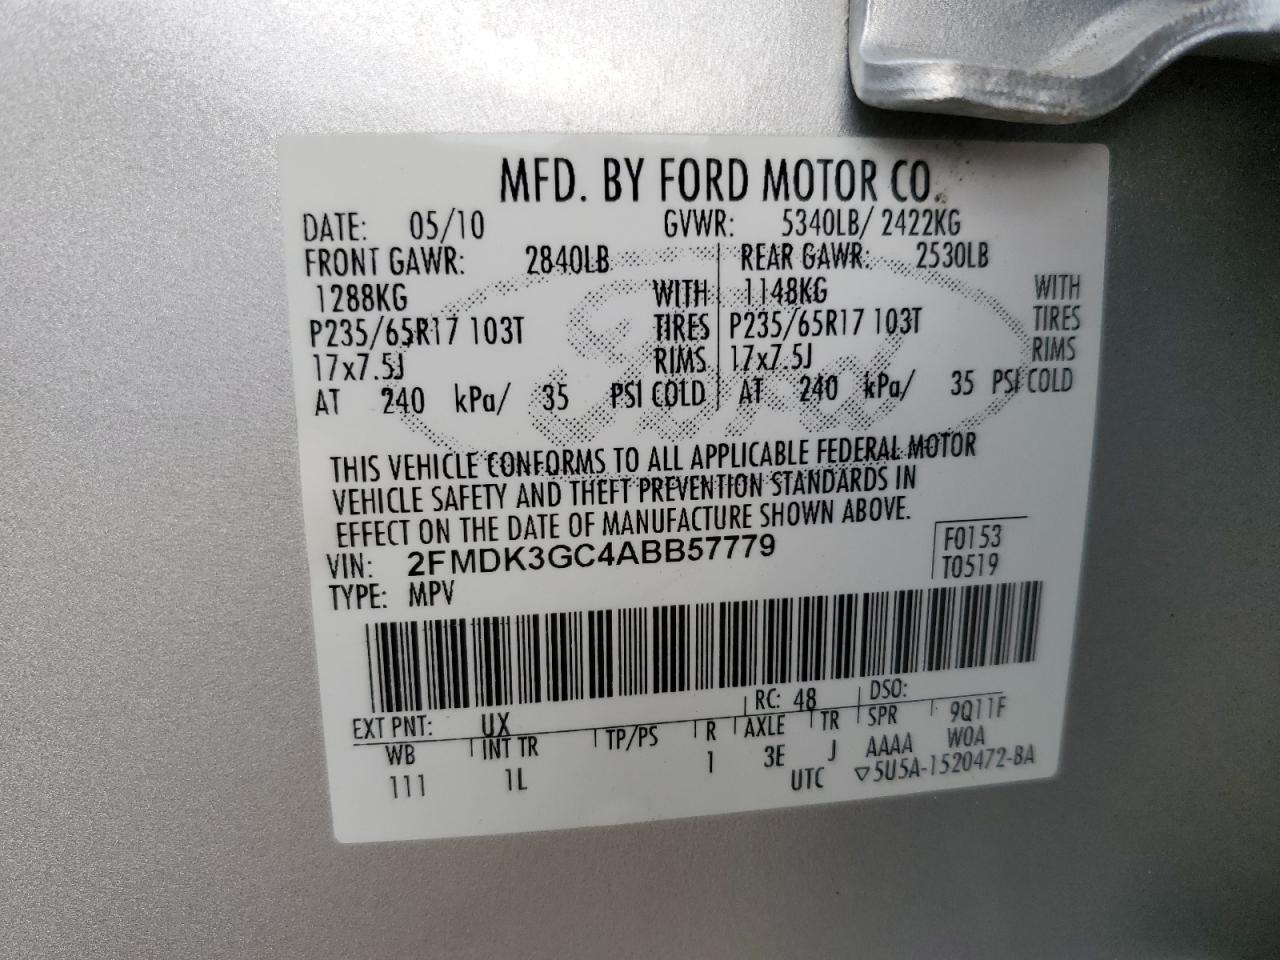 MFD. BY FORD MOTOR CO.
DATE: 05/10 GVWR: 5340LB/ 2422KG
FRONT GAWR: 2840LB REAR GAWR: 2530LB
1288KG WITH 1148KG WITH
P235/65R17 103T TIRES P235/65R17 103T TIRES
17x7.5J RIMS 17x7.5J RIMS
AT 240 kPa/ 35 PSI COLD AT 240 kPa/ 35 PSI COLD
THIS VEHICLE CONFORMS TO ALL APPLICABLE FEDERAL MOTOR
VEHICLE SAFETY AND THEFT PREVENTION STANDARDS IN
EFFECT ON THE DATE OF MANUFACTURE SHOWN ABOVE.
VIN: 2FMDK3GC4ABB57779 F0153
TYPE: MPV T0519
EXT PNT: UX RC: 48 DSO:
WB INT TR TP/PS R AXLE TR SPR 9Q11F
111 1L 1 3E J AAAA W0A
UTC ▽5U5A-1520472-BA